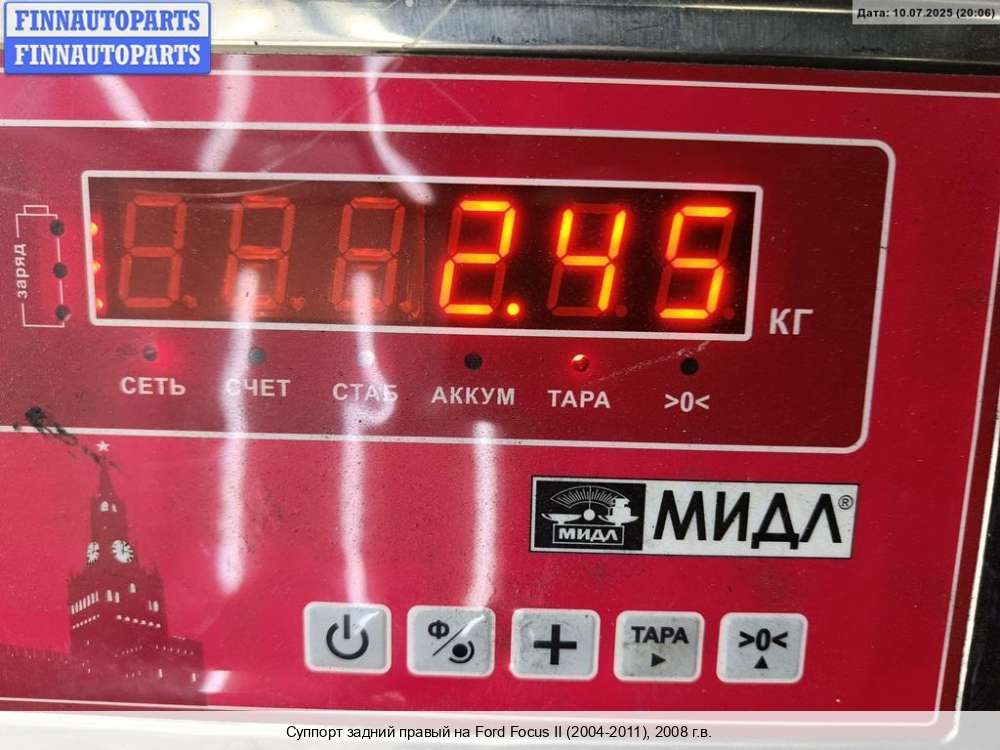 FINNAUTOPARTS
FINNAUTOPARTS
Дата: 10.07.2025 (20:06)
заряд
2.45
КГ
СЕТЬ СЧЕТ СТАБ АККУМ ТАРА >0<
МИДЛ
МИДЛ®
Ф
ТАРА
>0<
Суппорт задний правый на Ford Focus II (2004-2011), 2008 г.в.